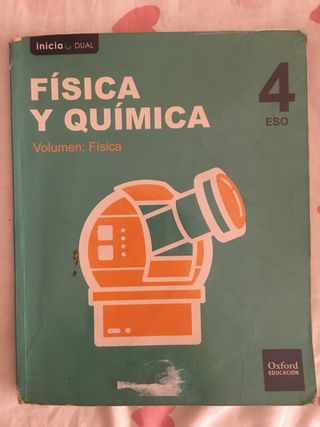 inicia DUAL
FÍSICA
Y QUÍMICA
4
ESO
Volumen: Física
Oxford
EDUCACIÓN